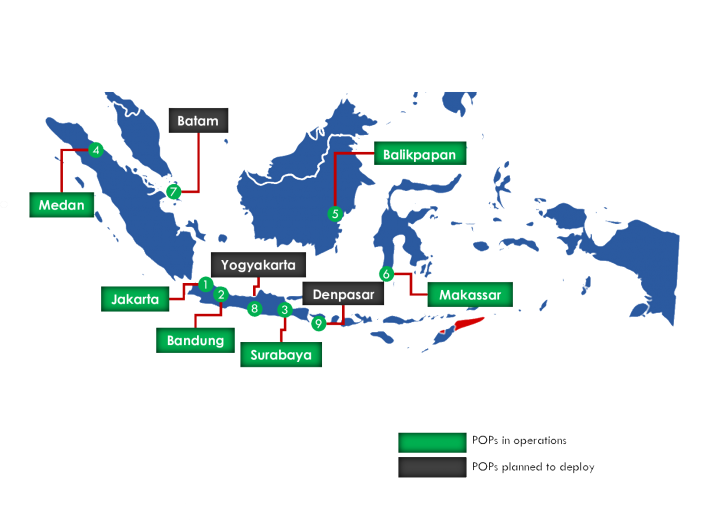 Batam
Balikpapan
4
7
Medan
5
Yogyakarta
6
Jakarta
1
2
Denpasar
Makassar
8
3
9
Bandung
Surabaya
POPs in operations
POPs planned to deploy